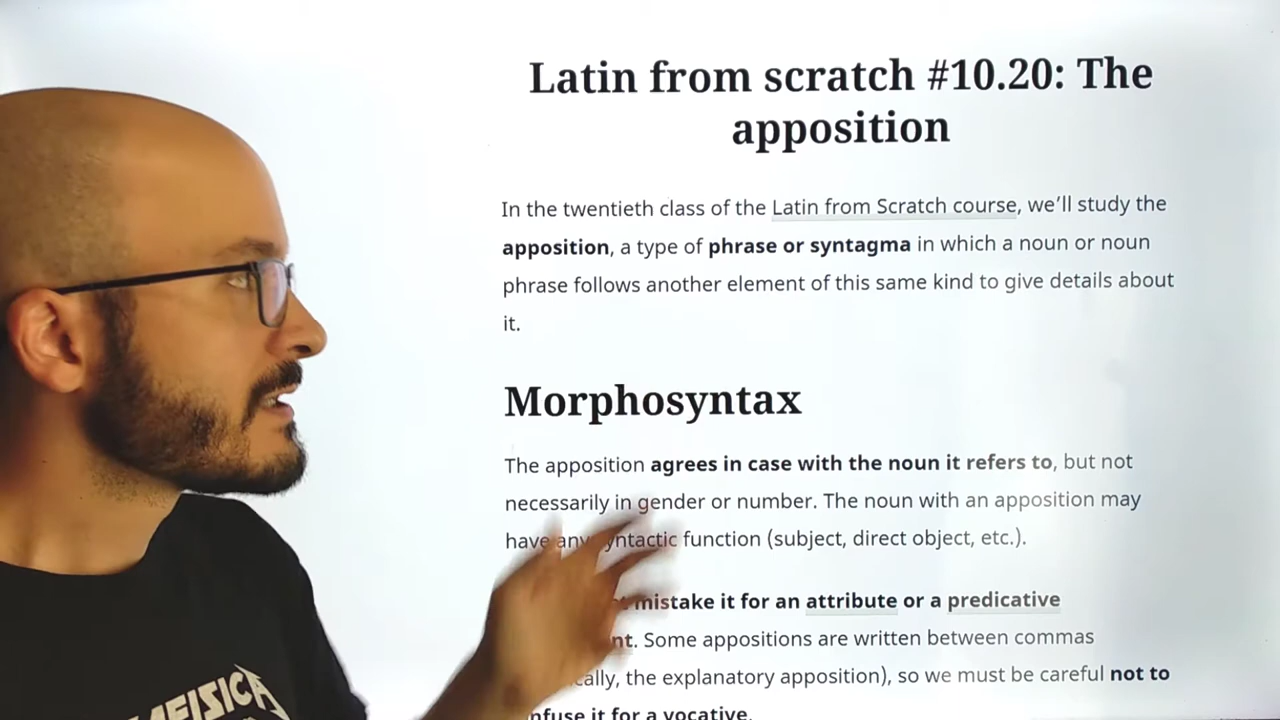 Latin from scratch #10.20: The
apposition
In the twentieth class of the Latin from Scratch course, we'll study the
apposition, a type of phrase or syntagma in which a noun or noun
phrase follows another element of this same kind to give details about
it.
Morphosyntax
The apposition agrees in case with the noun it refers to, but not
necessarily in gender or number. The noun with an apposition may
have any syntactic function (subject, direct object, etc.).
mistake it for an attribute or a predicative
Some appositions are written between commas
the explanatory apposition), so we must be careful not to
it for a vocative.